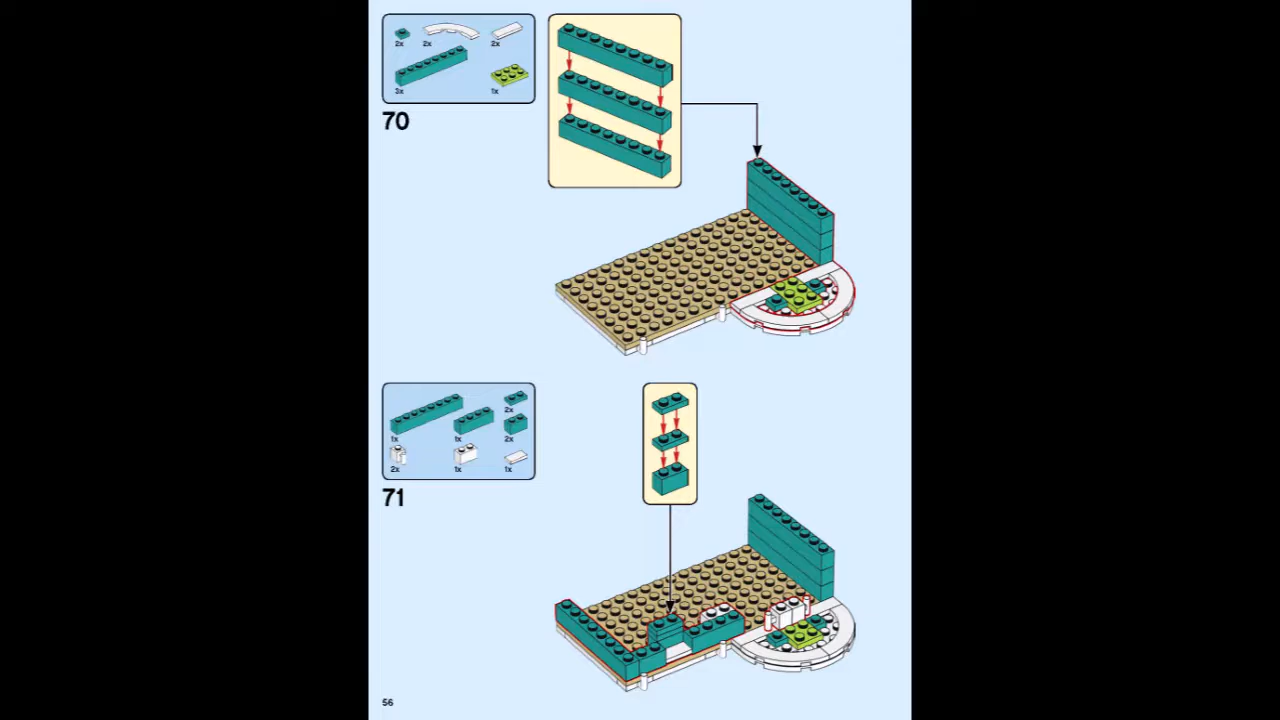 2x 2x 2x
3x 1x
70
2x
1x 1x 2x
2x 1x 1x
71
56